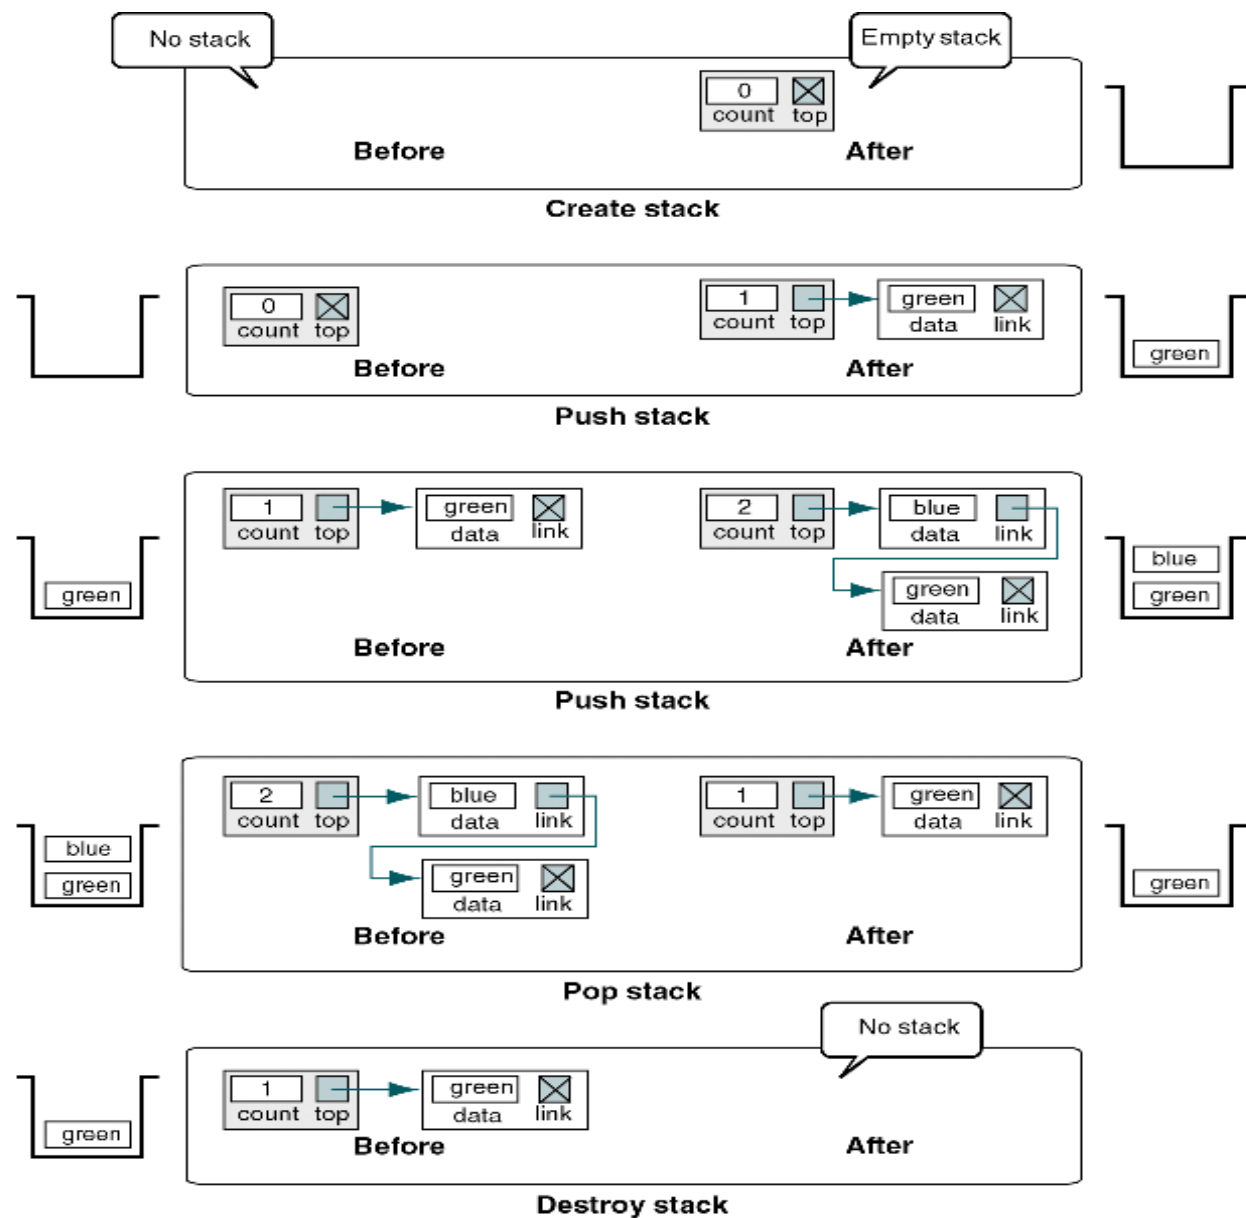 No stack
Empty stack
0
count top
Before
After
Create stack
0
count top
Before
1
count top
green
data link
After
green
Push stack
green
1
count top
green
data link
Before
2
count top
blue
data link
green
data link
After
blue
green
Push stack
blue
green
2
count top
blue
data link
green
data link
Before
1
count top
green
data link
After
green
Pop stack
No stack
green
1
count top
green
data link
Before
After
Destroy stack